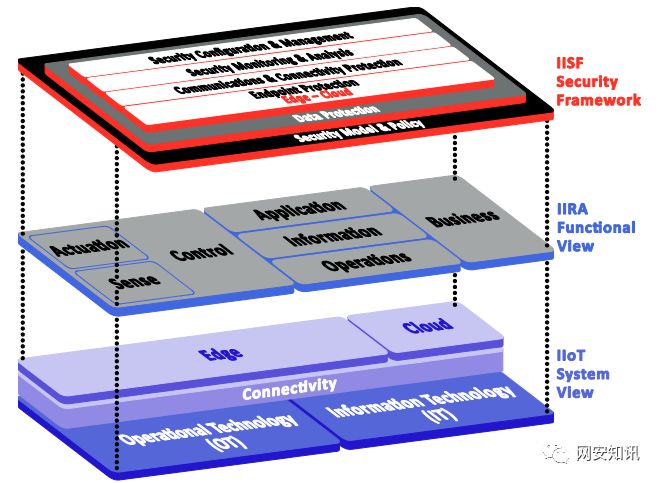 Security Configuration & Management
Security Monitoring & Analysis
Communications & Connectivity Protection
Endpoint Protection
Edge – Cloud
Data Protection
Security Model & Policy
IISF
Security
Framework
Actuation
Sense
Control
Application
Information
Operations
Business
IIRA
Functional
View
Edge
Cloud
Connectivity
Operational Technology
(OT)
Information Technology
(IT)
IIoT
System
View
网安知讯